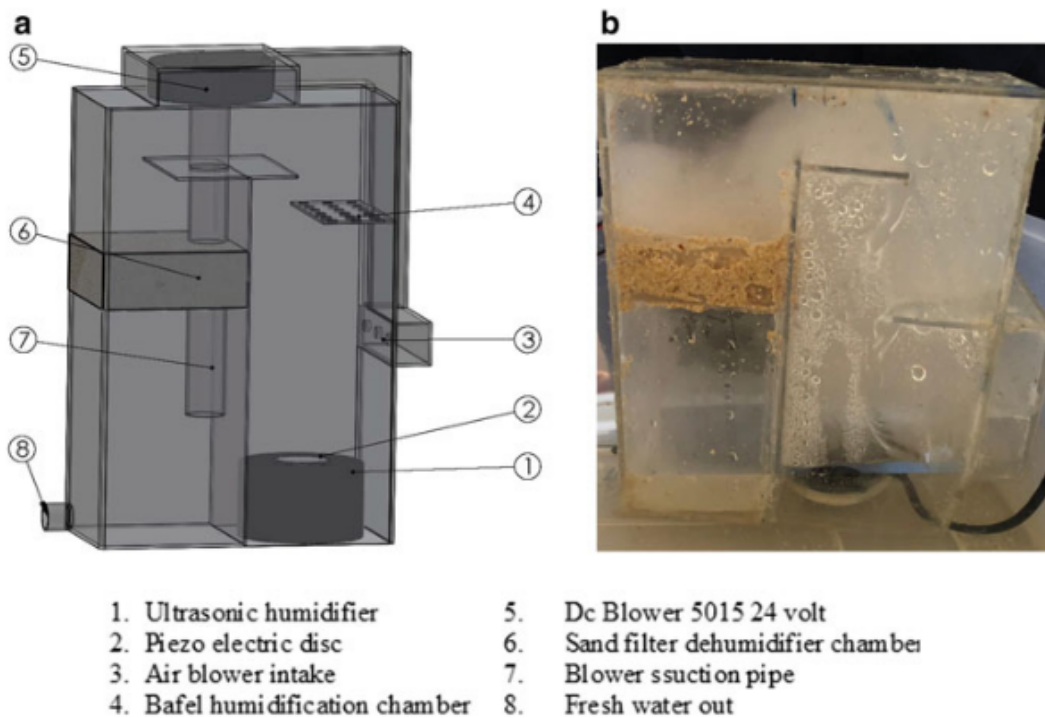 a
b
5
4
6
3
7
2
8
1
1. Ultrasonic humidifier
2. Piezo electric disc
3. Air blower intake
4. Bafel humidification chamber
5. Dc Blower 5015 24 volt
6. Sand filter dehumidifier chamber
7. Blower ssuction pipe
8. Fresh water out